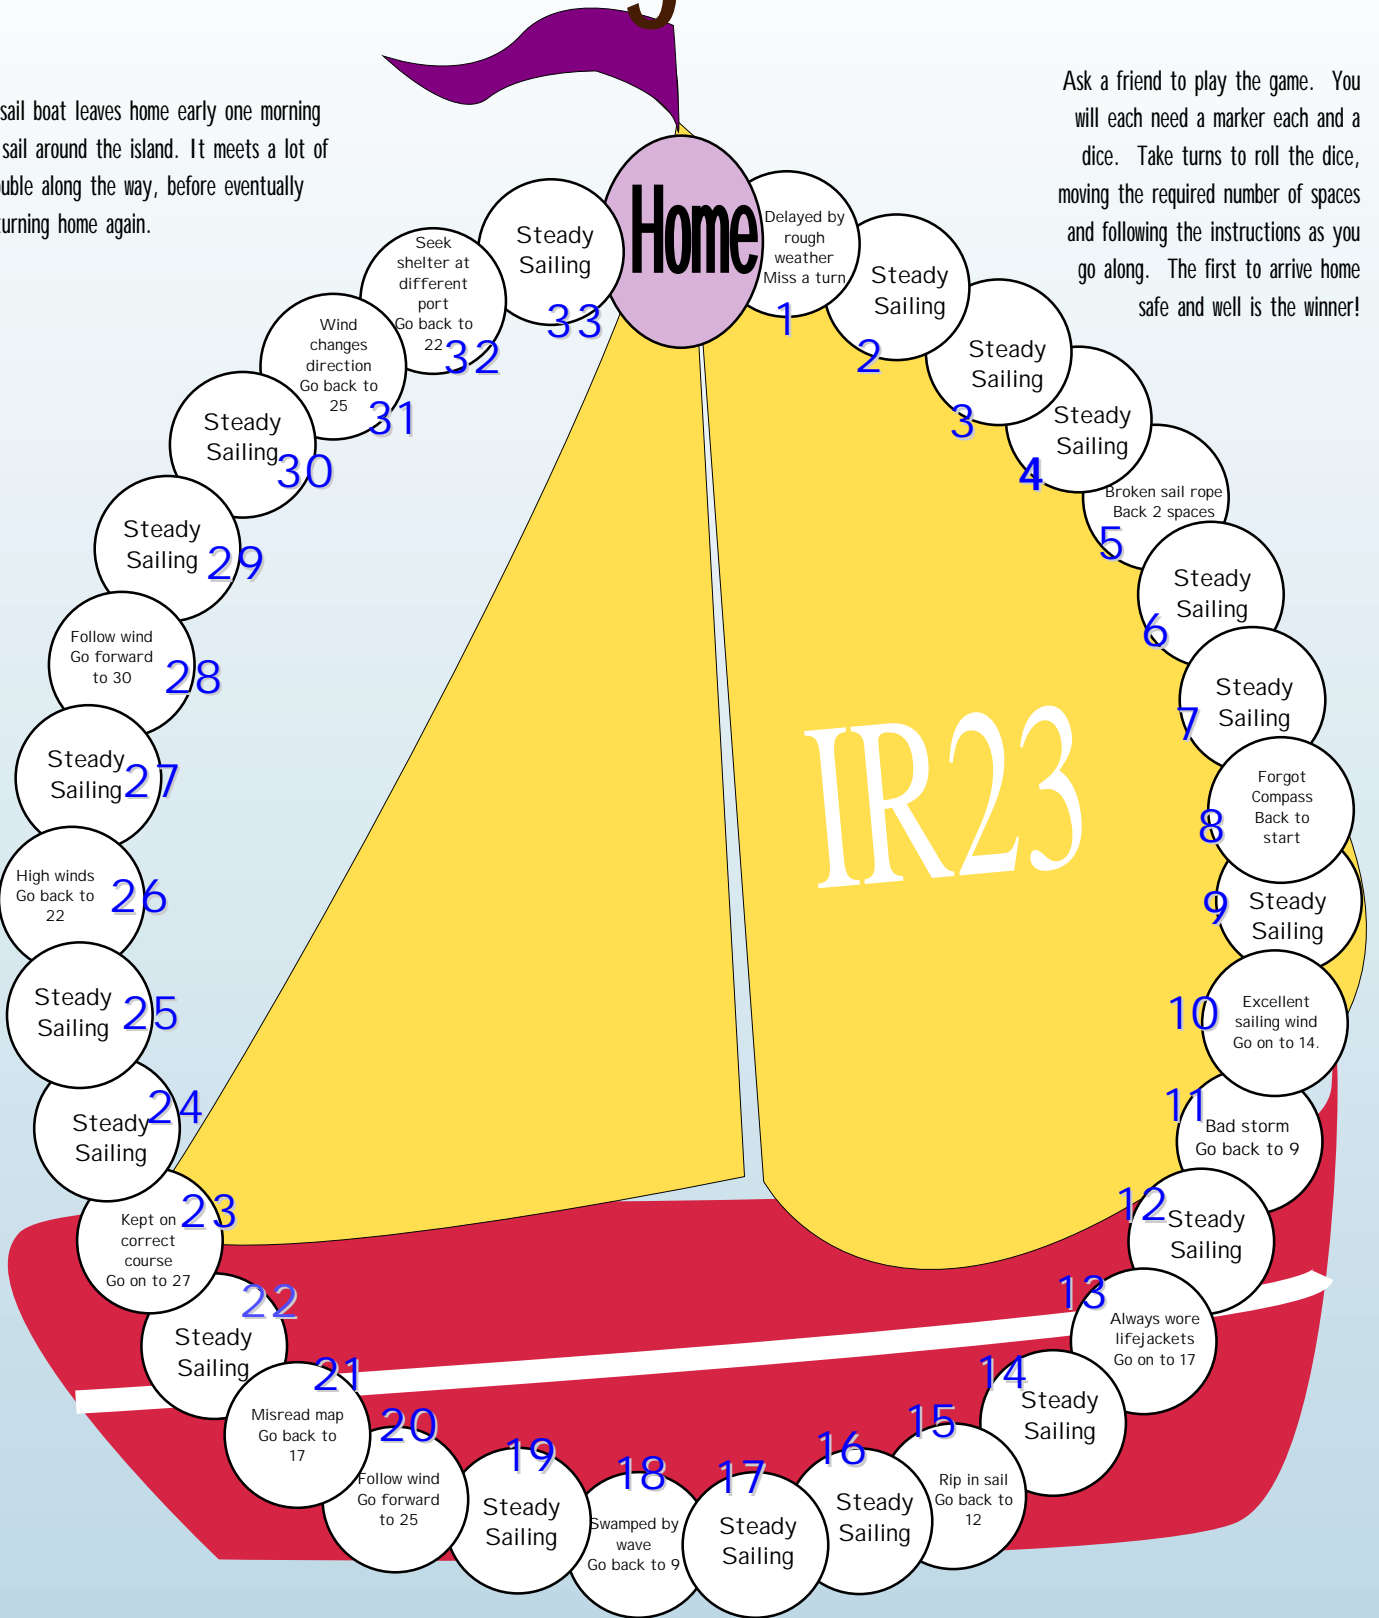 sail boat leaves home early one morning
sail around the island. It meets a lot of
along the way, before eventually
home again.
Ask a friend to play the game. You
will each need a marker each and a
dice. Take turns to roll the dice,
moving the required number of spaces
and following the instructions as you
go along. The first to arrive home
safe and well is the winner!
Home
Delayed by
rough
weather
Miss a turn
1
Steady
Sailing
2
Steady
Sailing
3
Steady
Sailing
4
Broken sail rope
Back 2 spaces
5
Steady
Sailing
6
Steady
Sailing
7
Forgot
Compass
Back to
start
8
Steady
Sailing
9
Excellent
sailing wind
Go on to 14.
10
Bad storm
Go back to 9
11
Steady
Sailing
12
Always wore
lifejackets
Go on to 17
13
Steady
Sailing
14
Rip in sail
Go back to
12
15
Steady
Sailing
16
Steady
Sailing
17
Swamped by
wave
Go back to 9
18
Steady
Sailing
19
Follow wind
Go forward
to 25
20
Misread map
Go back to
17
21
Steady
Sailing
22
Kept on
correct
course
Go on to 27
23
Steady
Sailing
24
Steady
Sailing
25
High winds
Go back to
22
26
Steady
Sailing
27
Follow wind
Go forward
to 30
28
Steady
Sailing
29
Steady
Sailing
30
Wind
changes
direction
Go back to
25
31
Seek
shelter at
different
port
Go back to
22
32
Steady
Sailing
33
IR23